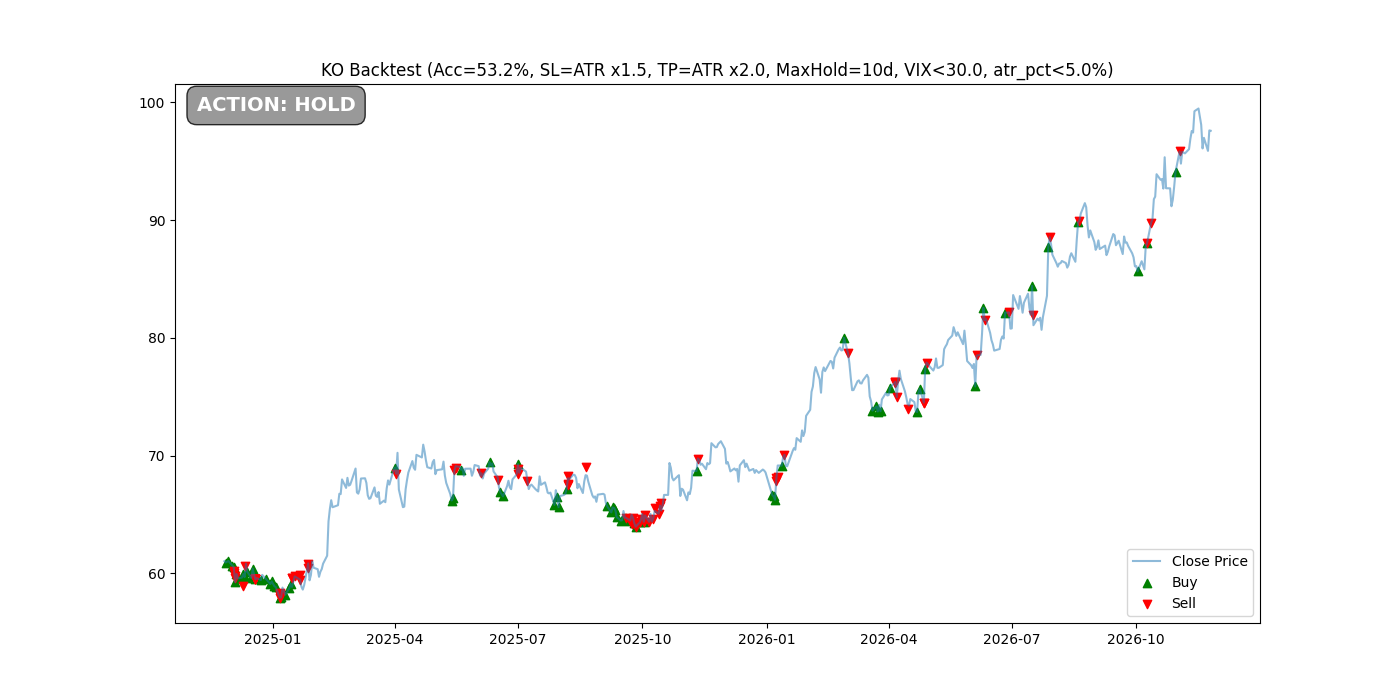 KO Backtest (Acc=53.2%, SL=ATR x1.5, TP=ATR x2.0, MaxHold=10d, VIX<30.0, atr_pct<5.0%)
ACTION: HOLD
100
90
80
70
60
2025-01
2025-04
2025-07
2025-10
2026-01
2026-04
2026-07
2026-10
Close Price
Buy
Sell